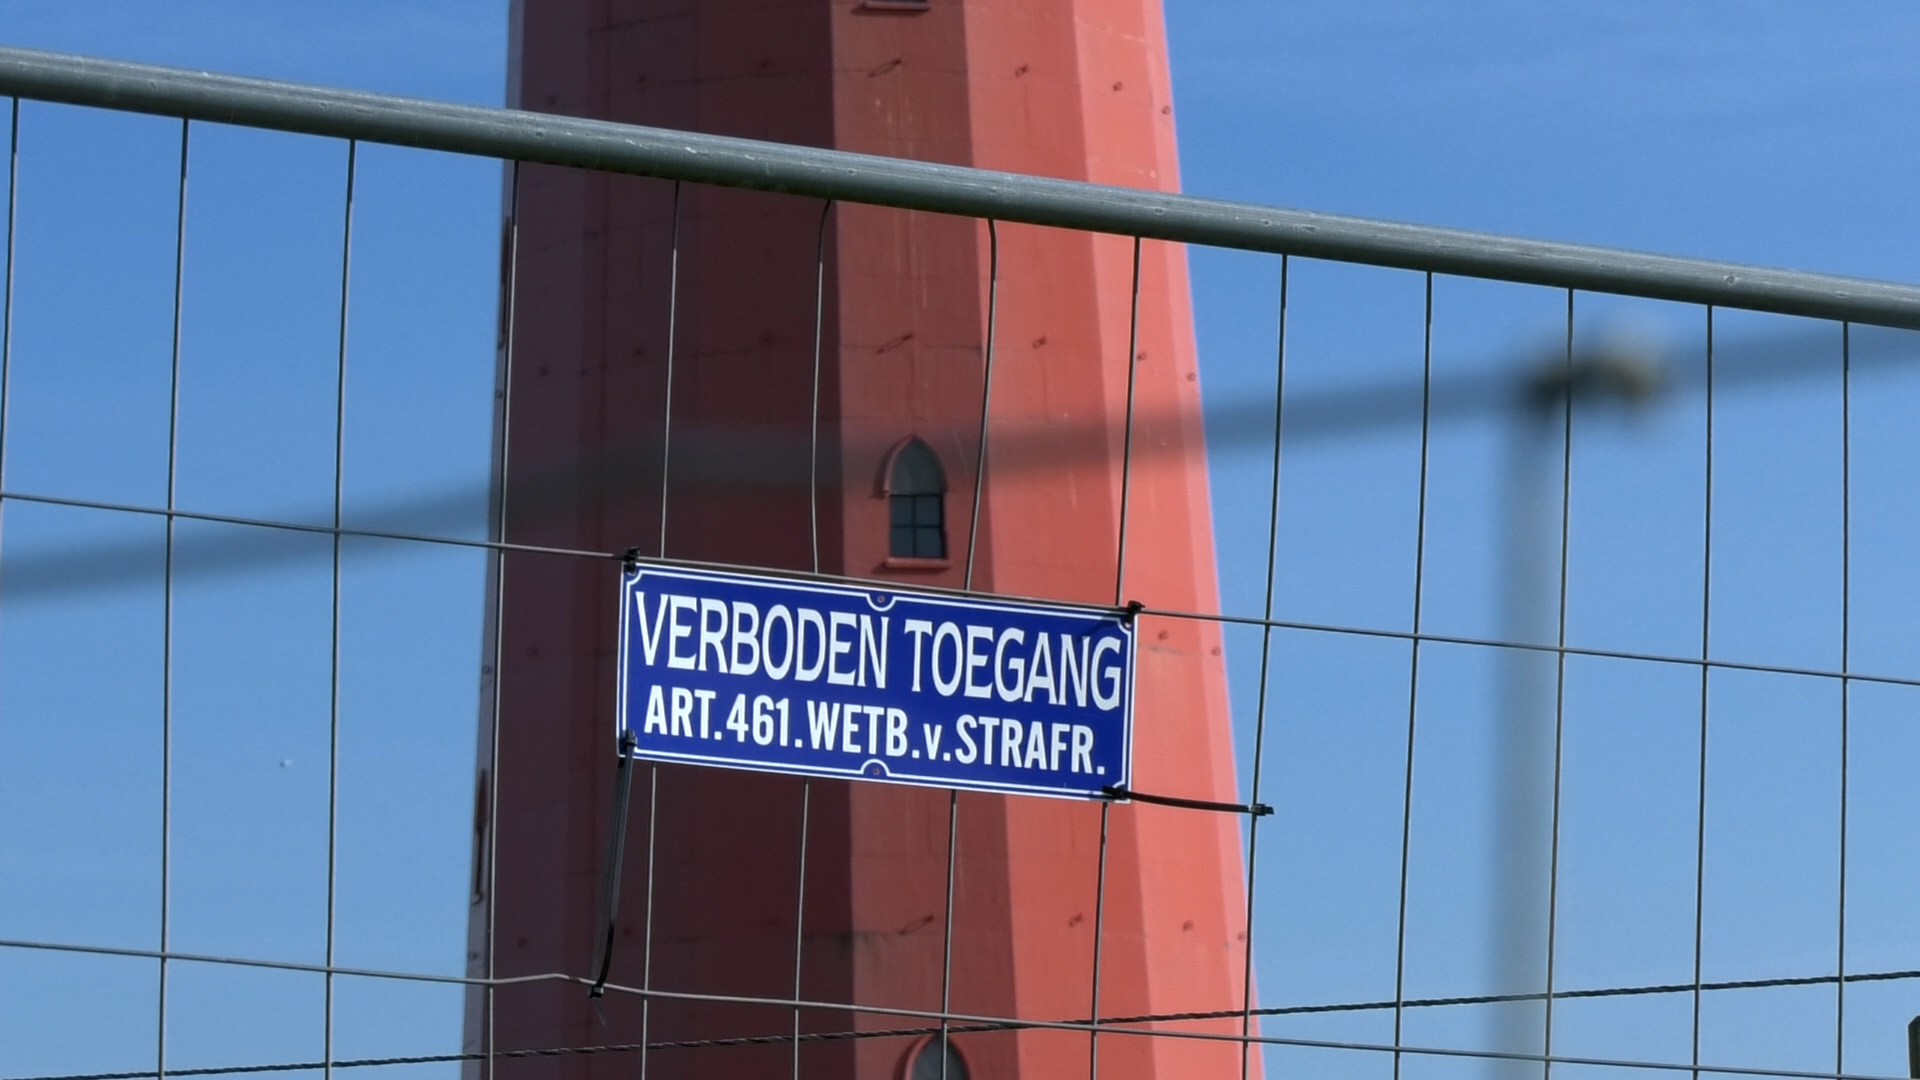 VERBODEN TOEGANG
ART.461.WETB.v.STRAFR.